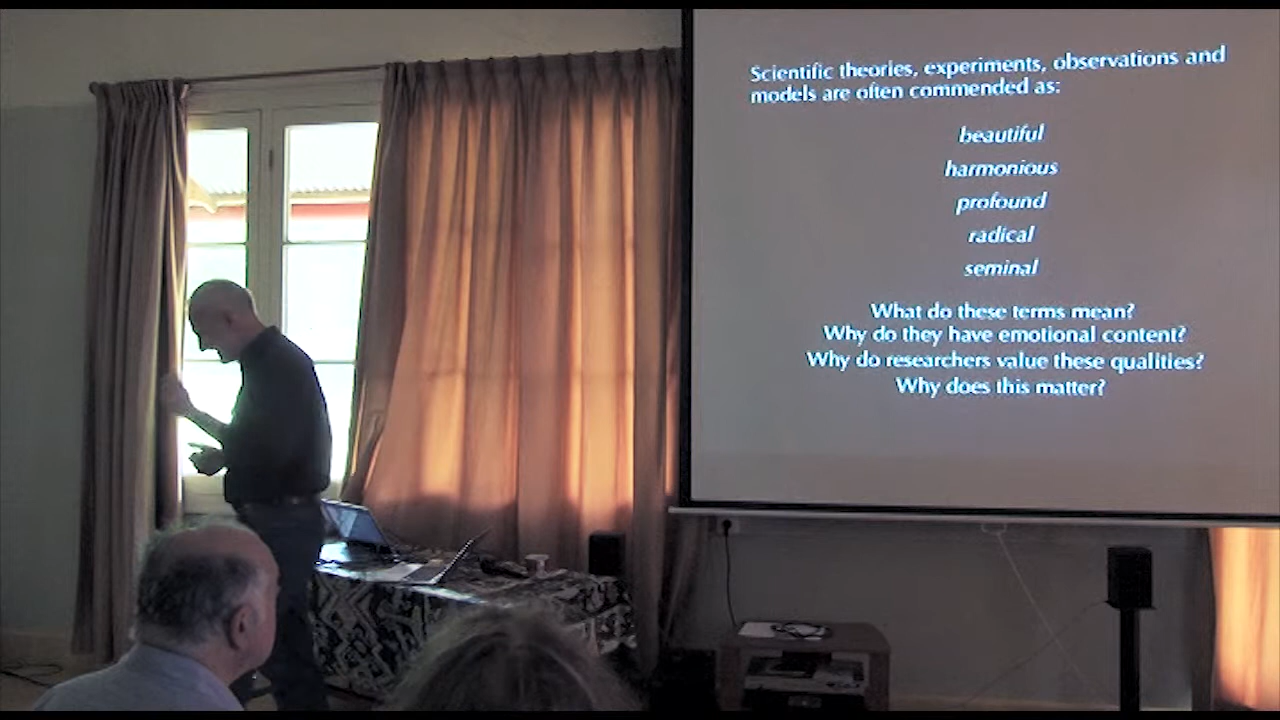 Scientific theories, experiments, observations and
models are often commended as:
beautiful
harmonious
profound
radical
seminal
What do these terms mean?
Why do they have emotional content?
Why do researchers value these qualities?
Why does this matter?